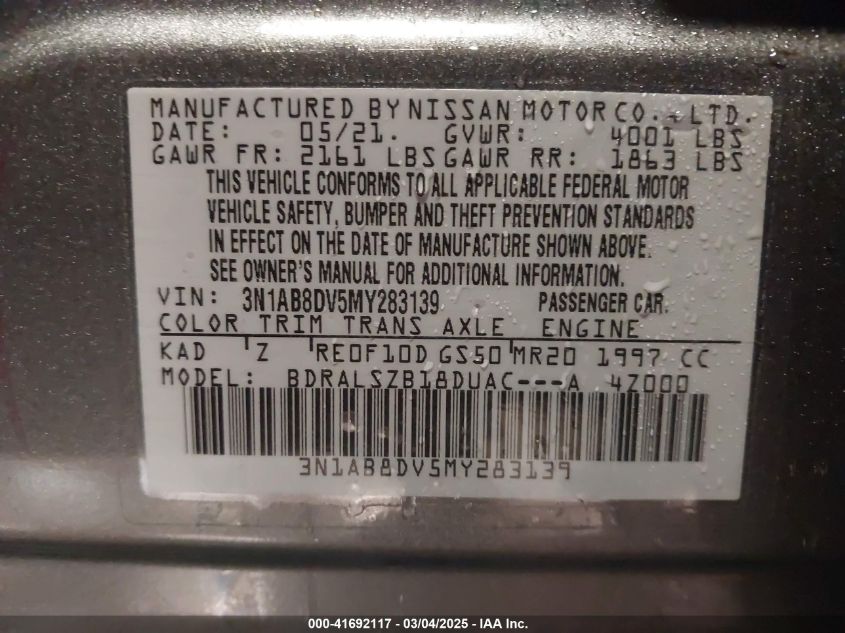 MANUFACTURED BY NISSAN MOTOR CO., LTD.
DATE: 05/21. GVWR: 4001 LBS
GAWR FR: 2161 LBS GAWR RR: 1863 LBS
THIS VEHICLE CONFORMS TO ALL APPLICABLE FEDERAL MOTOR
VEHICLE SAFETY, BUMPER AND THEFT PREVENTION STANDARDS
IN EFFECT ON THE DATE OF MANUFACTURE SHOWN ABOVE.
SEE OWNER'S MANUAL FOR ADDITIONAL INFORMATION.
VIN: 3N1AB8DV5MY283139 PASSENGER CAR.
COLOR TRIM TRANS AXLE ENGINE
KAD Z RE0F10D GS50 MR20 1997 CC
MODEL: BDRALSZB18DUAC---A 4Z000
3N1AB8DV5MY283139
000-41692117 - 03/04/2025 - IAA Inc.